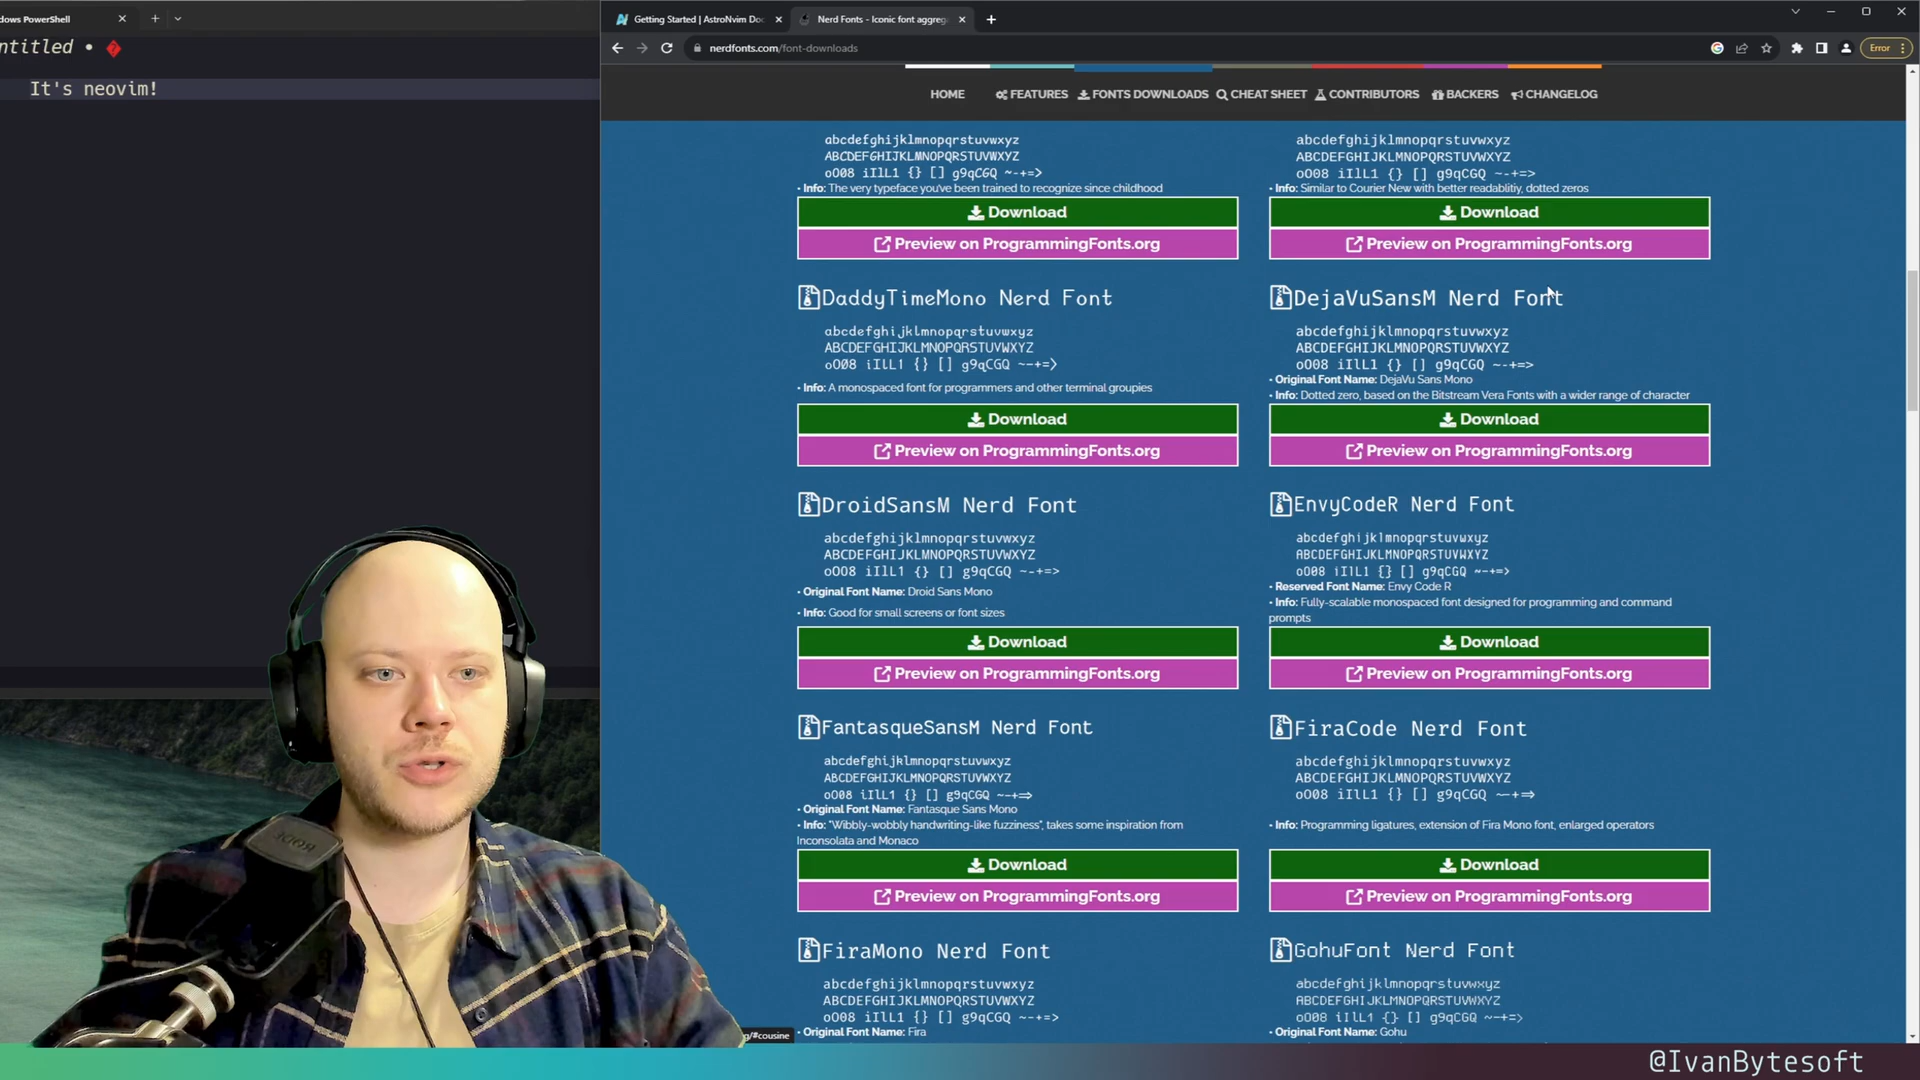 ndows PowerShell
ntitled •
It's neovim!
Getting Started | AstroNvim Doc
Nerd Fonts - Iconic font aggreg
nerdfonts.com/font-downloads
Error
HOME
FEATURES
FONTS DOWNLOADS
CHEAT SHEET
CONTRIBUTORS
BACKERS
CHANGELOG
abcdefghijklmnopqrstuvwxyz
ABCDEFGHIJKLMNOPQRSTUVWXYZ
oO08 iIlL1 {} [] g9qCGQ ~-+=>
• Info: The very typeface you've been trained to recognize since childhood
Download
Preview on ProgrammingFonts.org
abcdefghijklmnopqrstuvwxyz
ABCDEFGHIJKLMNOPQRSTUVWXYZ
oO08 iIlL1 {} [] g9qCGQ ~-+=>
• Info: Similar to Courier New with better readablitiy, dotted zeros
Download
Preview on ProgrammingFonts.org
DaddyTimeMono Nerd Font
abcdefghijklmnopqrstuvwxyz
ABCDEFGHIJKLMNOPQRSTUVWXYZ
oO08 iIlL1 {} [] g9qCGQ ~-+=>
• Info: A monospaced font for programmers and other terminal groupies
Download
Preview on ProgrammingFonts.org
DejaVuSansM Nerd Font
abcdefghijklmnopqrstuvwxyz
ABCDEFGHIJKLMNOPQRSTUVWXYZ
oO08 iIlL1 {} [] g9qCGQ ~-+=>
• Original Font Name: DejaVu Sans Mono
• Info: Dotted zero, based on the Bitstream Vera Fonts with a wider range of character
Download
Preview on ProgrammingFonts.org
DroidSansM Nerd Font
abcdefghijklmnopqrstuvwxyz
ABCDEFGHIJKLMNOPQRSTUVWXYZ
oO08 iIlL1 {} [] g9qCGQ ~-+=>
• Original Font Name: Droid Sans Mono
• Info: Good for small screens or font sizes
Download
Preview on ProgrammingFonts.org
EnvyCodeR Nerd Font
abcdefghijklmnopqrstuvwxyz
ABCDEFGHIJKLMNOPQRSTUVWXYZ
oO08 iIlL1 {} [] g9qCGQ ~-+=>
• Reserved Font Name: Envy Code R
• Info: Fully-scalable monospaced font designed for programming and command
prompts
Download
Preview on ProgrammingFonts.org
FantasqueSansM Nerd Font
abcdefghijklmnopqrstuvwxyz
ABCDEFGHIJKLMNOPQRSTUVWXYZ
oO08 iIlL1 {} [] g9qCGQ ~-+=>
• Original Font Name: Fantasque Sans Mono
• Info: "Wibbly-wobbly handwriting-like fuzziness", takes some inspiration from
Inconsolata and Monaco
Download
Preview on ProgrammingFonts.org
FiraCode Nerd Font
abcdefghijklmnopqrstuvwxyz
ABCDEFGHIJKLMNOPQRSTUVWXYZ
oO08 iIlL1 {} [] g9qCGQ ~-+=>
• Info: Programming ligatures, extension of Fira Mono font, enlarged operators
Download
Preview on ProgrammingFonts.org
FiraMono Nerd Font
abcdefghijklmnopqrstuvwxyz
ABCDEFGHIJKLMNOPQRSTUVWXYZ
oO08 iIlL1 {} [] g9qCGQ ~-+=>
• Original Font Name: Fira
GohuFont Nerd Font
abcdefghijklmnopqrstuvwxyz
ABCDEFGHIJKLMNOPQRSTUVWXYZ
oO08 iIlL1 {} [] g9qCGQ ~-+=>
• Original Font Name: Gohu
g/#cousine
RODE
@IvanBytesoft